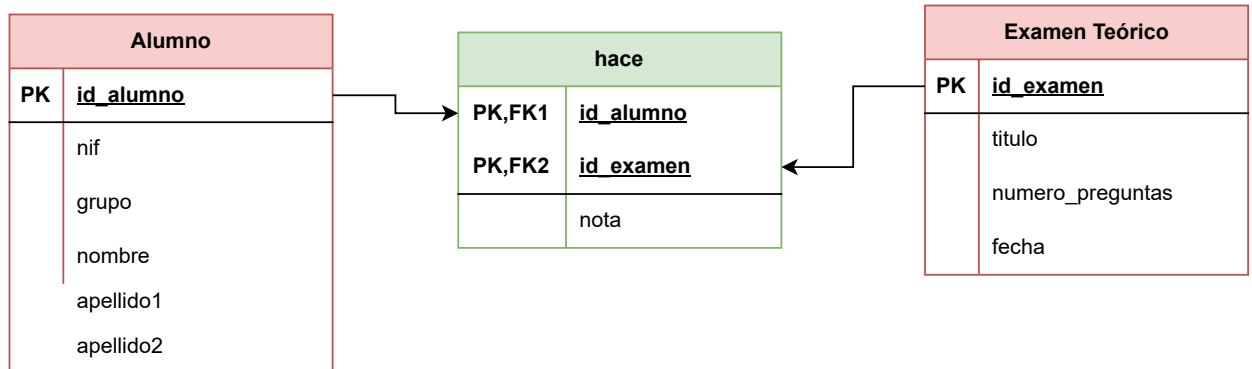 Alumno
PK id_alumno
nif
grupo
nombre
apellido1
apellido2
hace
PK,FK1 id_alumno
PK,FK2 id_examen
nota
Examen Teórico
PK id_examen
titulo
numero_preguntas
fecha